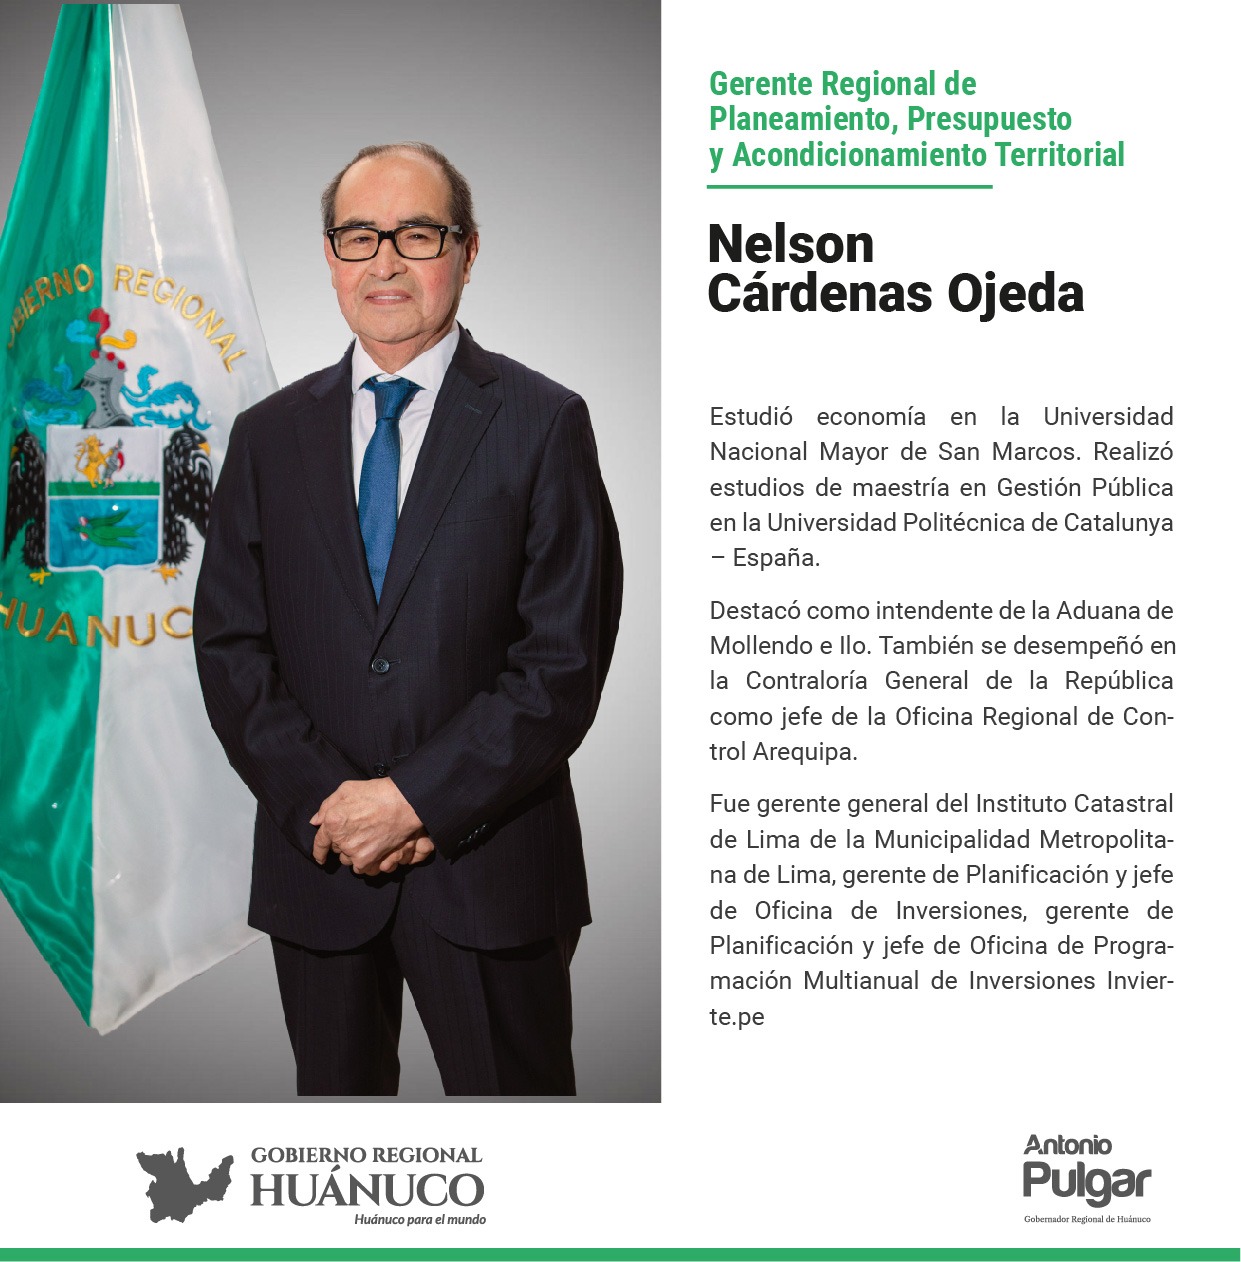 Gerente Regional de
Planeamiento, Presupuesto
y Acondicionamiento Territorial
Nelson
Cárdenas Ojeda
Estudió economía en la Universidad
Nacional Mayor de San Marcos. Realizó
estudios de maestría en Gestión Pública
en la Universidad Politécnica de Catalunya
– España.
Destacó como intendente de la Aduana de
Mollendo e Ilo. También se desempeñó en
la Contraloría General de la República
como jefe de la Oficina Regional de Con-
trol Arequipa.
Fue gerente general del Instituto Catastral
de Lima de la Municipalidad Metropolita-
na de Lima, gerente de Planificación y jefe
de Oficina de Inversiones, gerente de
Planificación y jefe de Oficina de Progra-
mación Multianual de Inversiones Invier-
te.pe
OBIERNO REGIONAL
HUANUC
GOBIERNO REGIONAL
HUÁNUCO
Huánuco para el mundo
Antonio
Pulgar
Gobernador Regional de Huánuco